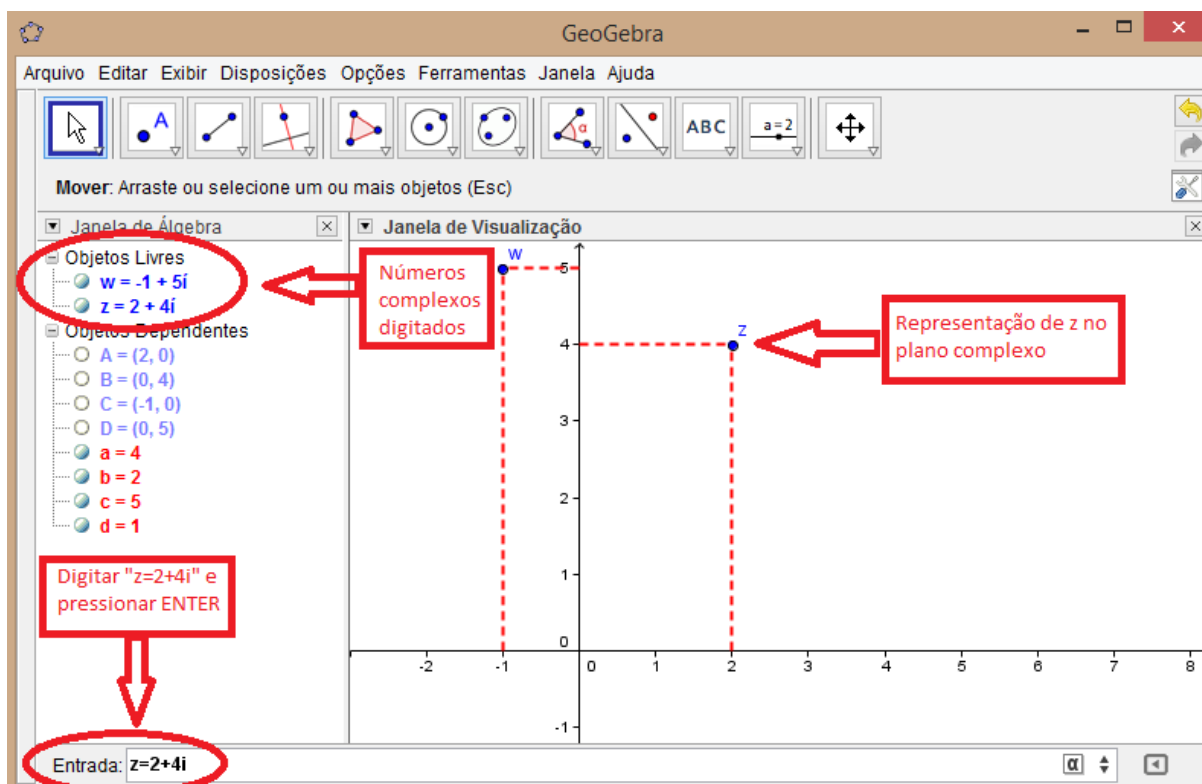 GeoGebra
Arquivo Editar Exibir Disposições Opções Ferramentas Janela Ajuda
A
α
ABC
a=2
Mover: Arraste ou selecione um ou mais objetos (Esc)
Janela de Álgebra
Janela de Visualização
Objetos Livres
w = -1 + 5í
z = 2 + 4í
Objetos Dependentes
A = (2, 0)
B = (0, 4)
C = (-1, 0)
D = (0, 5)
a = 4
b = 2
c = 5
d = 1
Números
complexos
digitados
w
z
Representação de z no
plano complexo
5
4
3
2
1
0
-1
-2 -1 0 1 2 3 4 5 6 7 8
Digitar "z=2+4i" e
pressionar ENTER
Entrada: z=2+4i
α